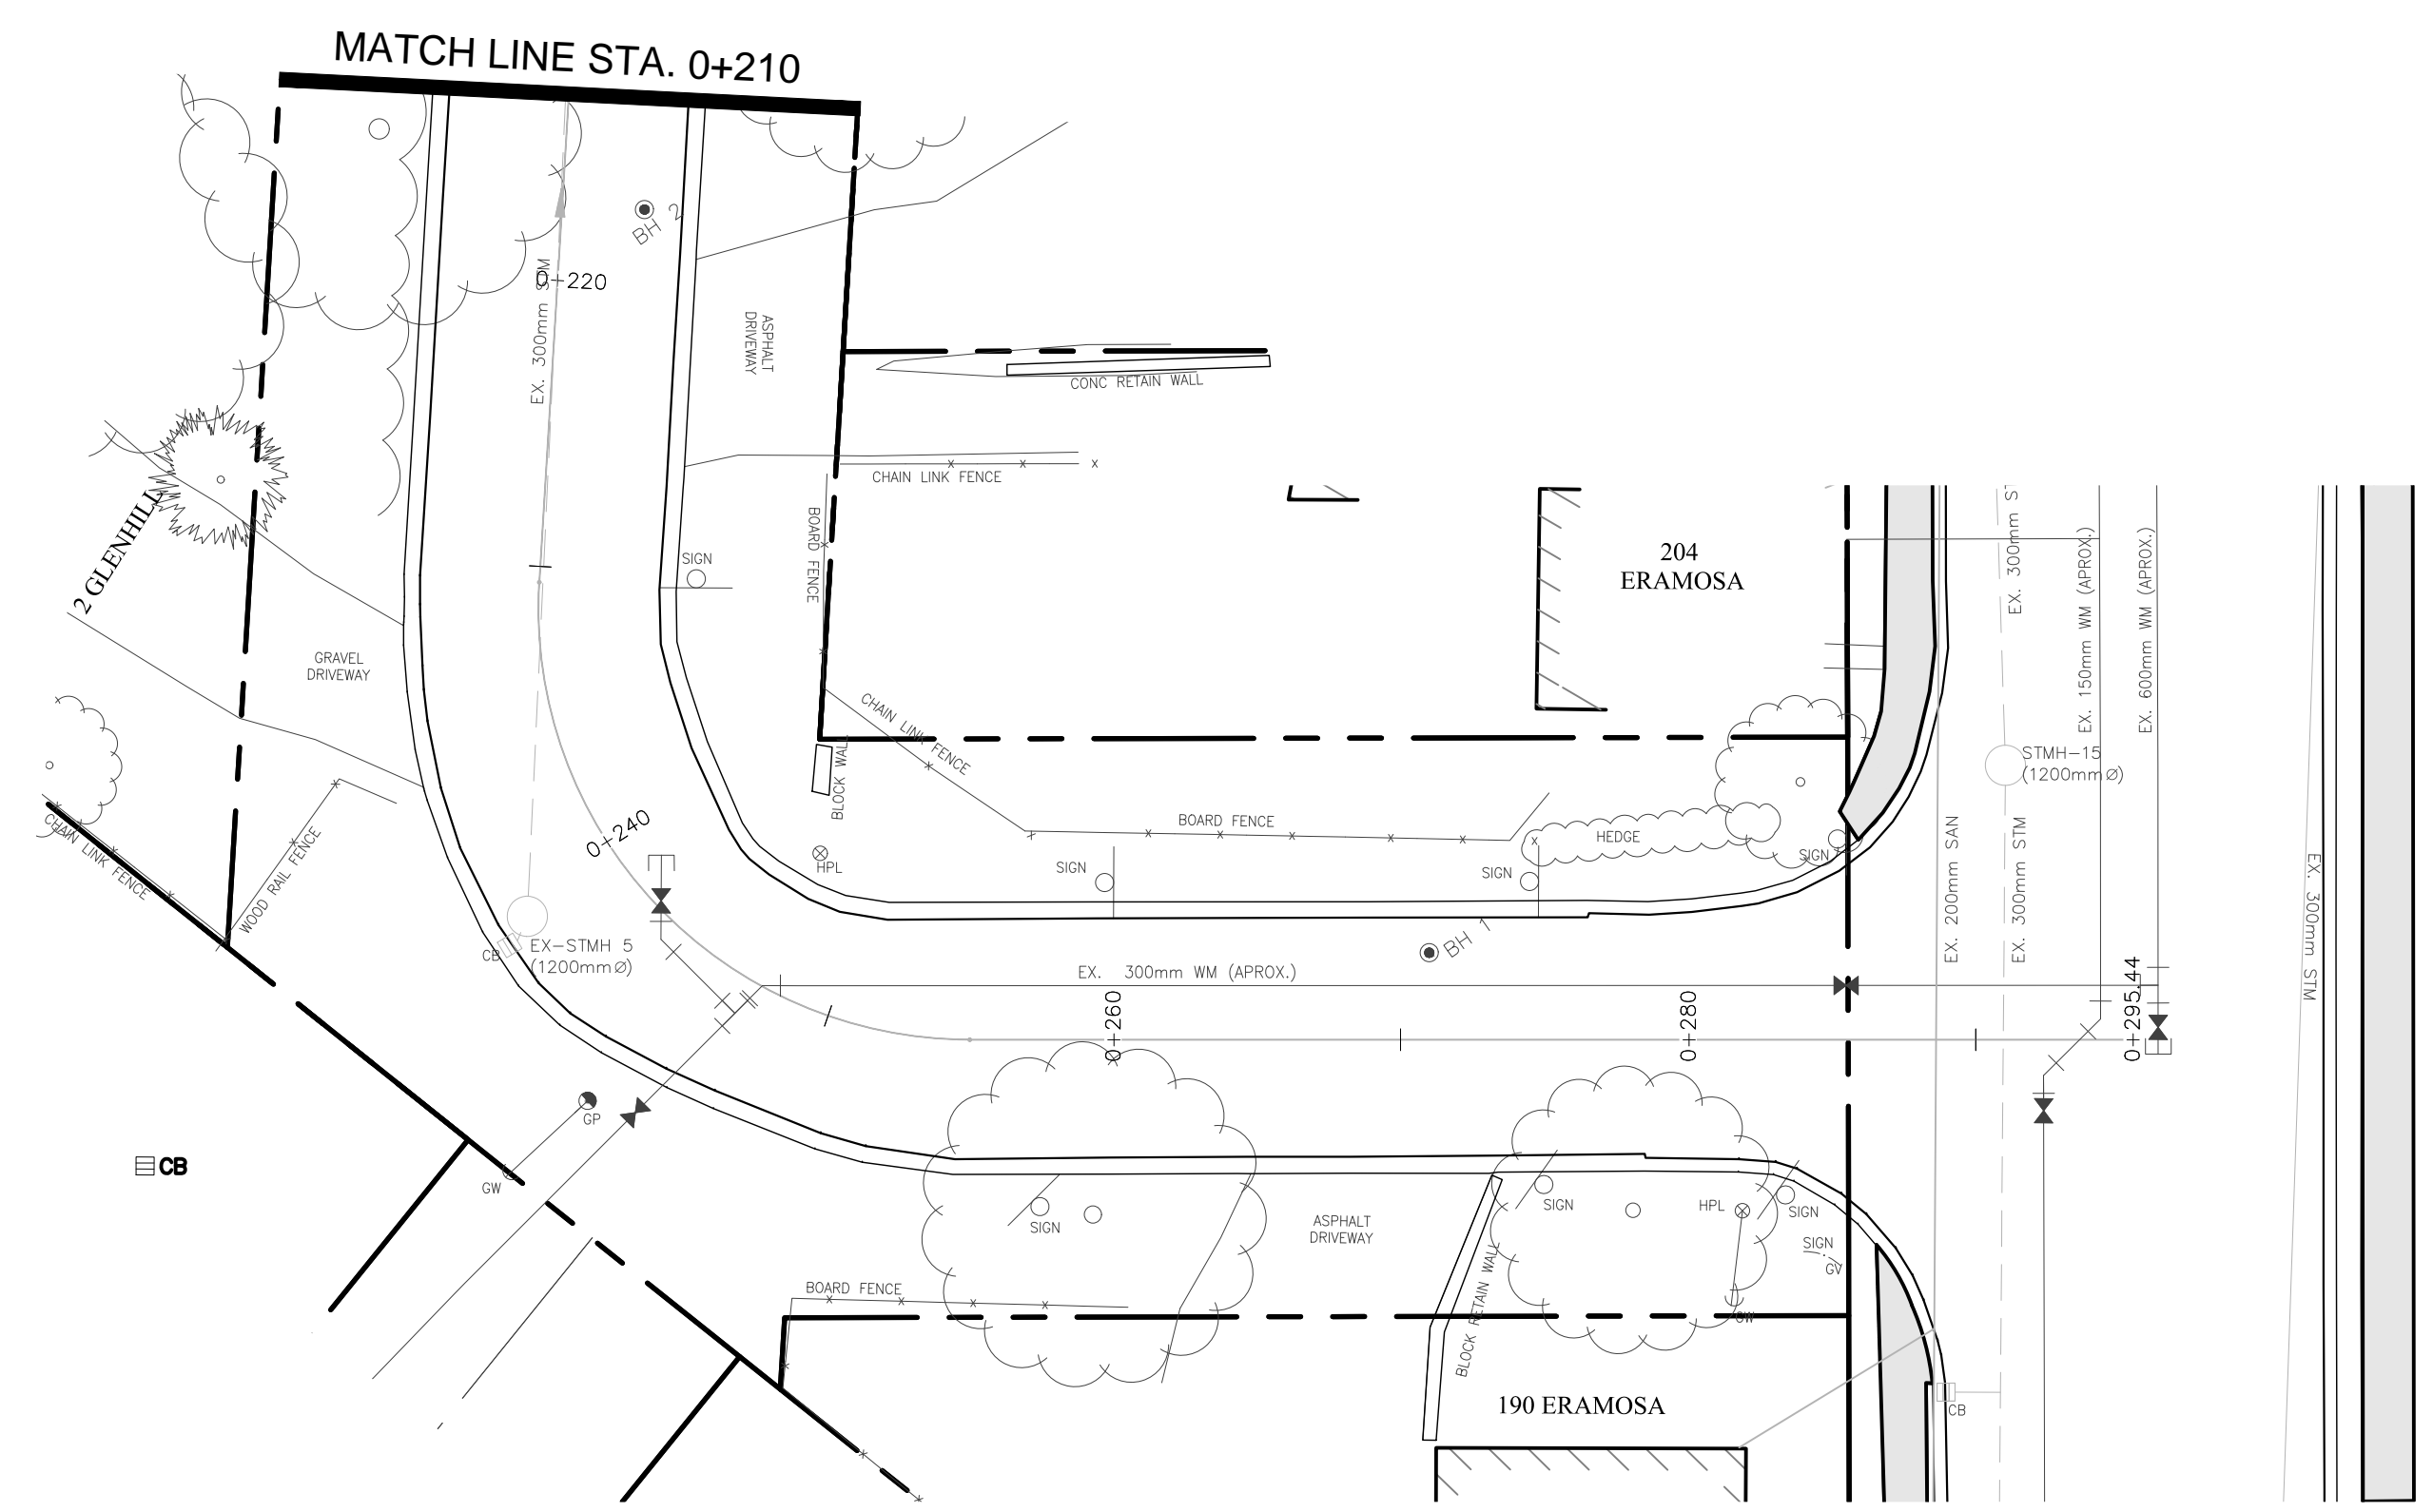 MATCH LINE STA. 0+210
BH 2
0+220
EX. 300mm STM
ASPHALT
DRIVEWAY
CONC RETAIN WALL
CHAIN LINK FENCE
BOARD FENCE
SIGN
2 GLENHILL
GRAVEL
DRIVEWAY
204
ERAMOSA
EX. 300mm ST
EX. 150mm WM (APROX.)
EX. 600mm WM (APROX.)
CHAIN LINK FENCE
BLOCK WALL
STMH-15
(1200mmØ)
CHAIN LINK FENCE
WOOD RAIL FENCE
0+240
HPL
BOARD FENCE
HEDGE
SIGN
SIGN
SIGN
EX. 200mm SAN
EX. 300mm STM
EX. 300mm STM
CB
EX-STMH 5
(1200mmØ)
BH 1
EX. 300mm WM (APROX.)
0+260
0+280
0+295.44
GP
CB
GW
SIGN
ASPHALT
DRIVEWAY
SIGN
HPL
SIGN
SIGN
GV
BOARD FENCE
BLOCK RETAIN WALL
GW
190 ERAMOSA
CB